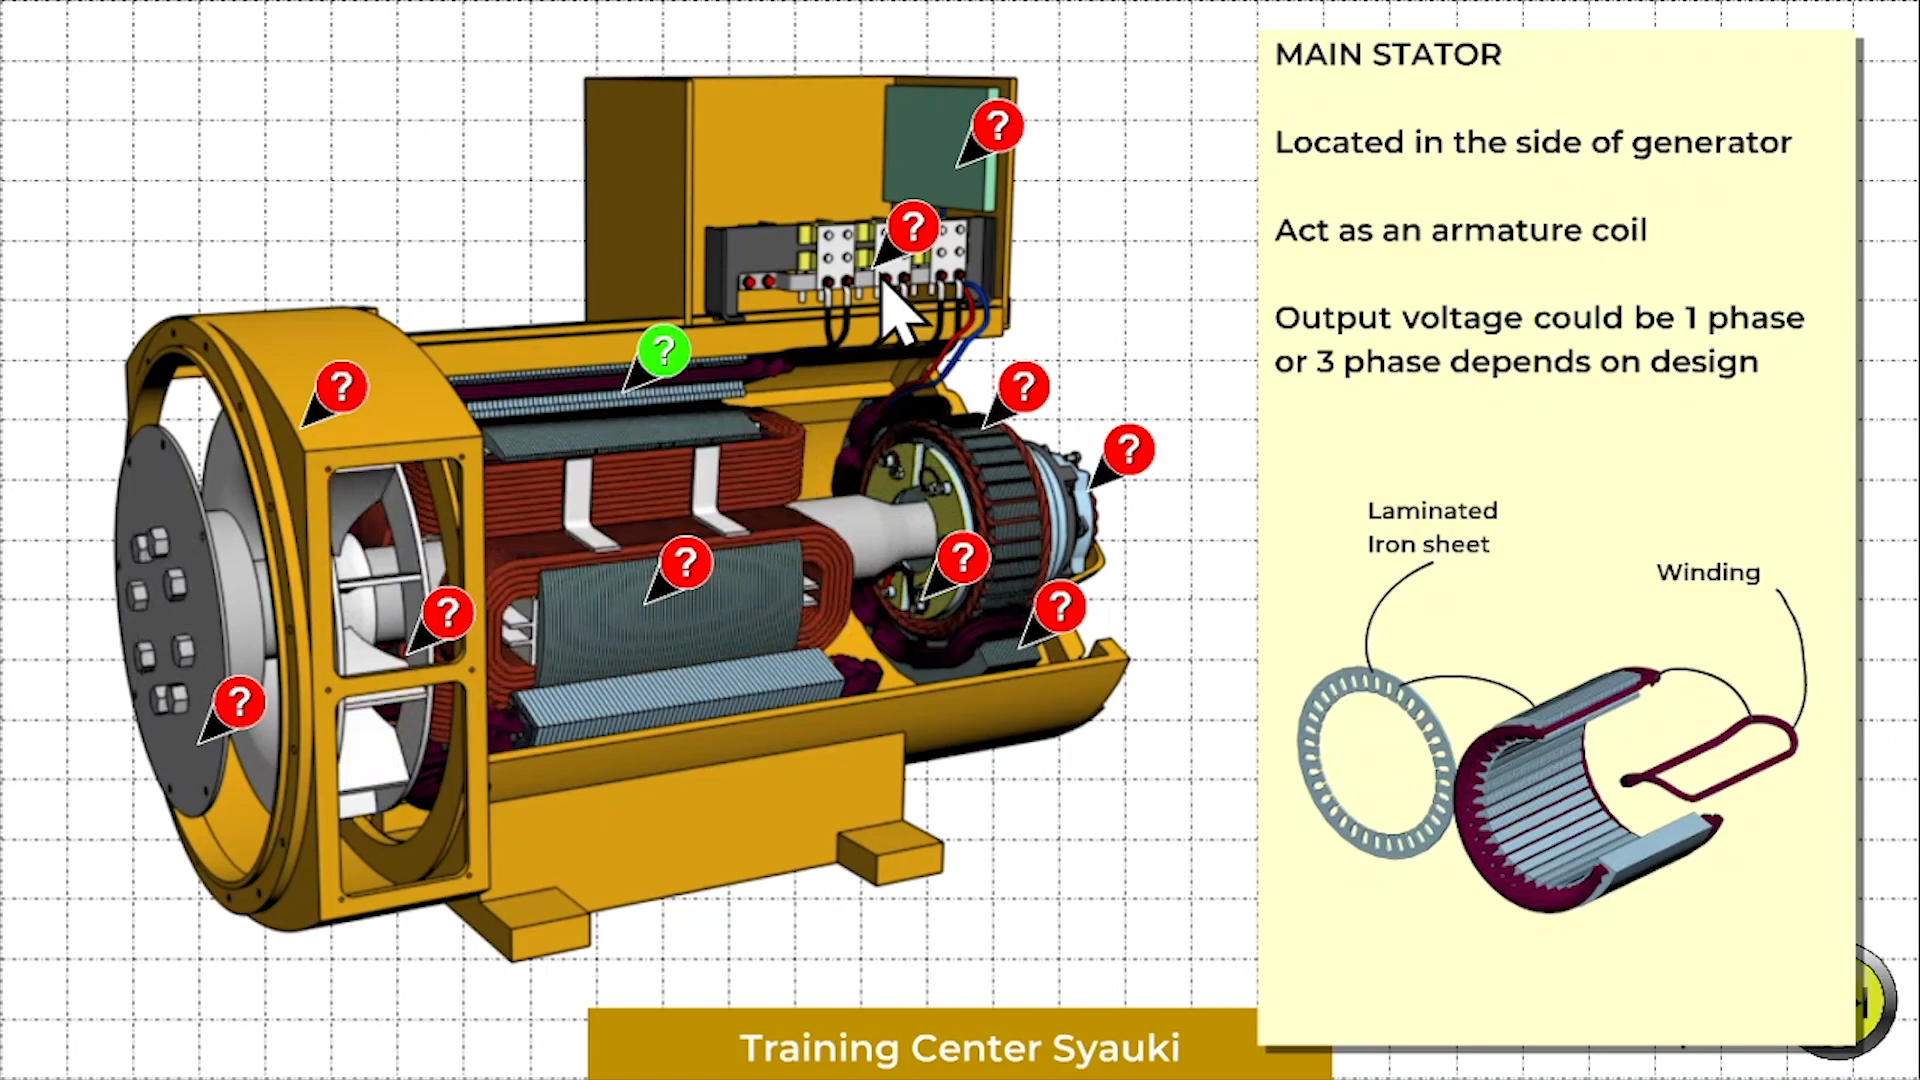 MAIN STATOR
Located in the side of generator
Act as an armature coil
Output voltage could be 1 phase
or 3 phase depends on design
Laminated
Iron sheet
Winding
?
?
?
?
?
?
?
?
?
?
?
Training Center Syauki